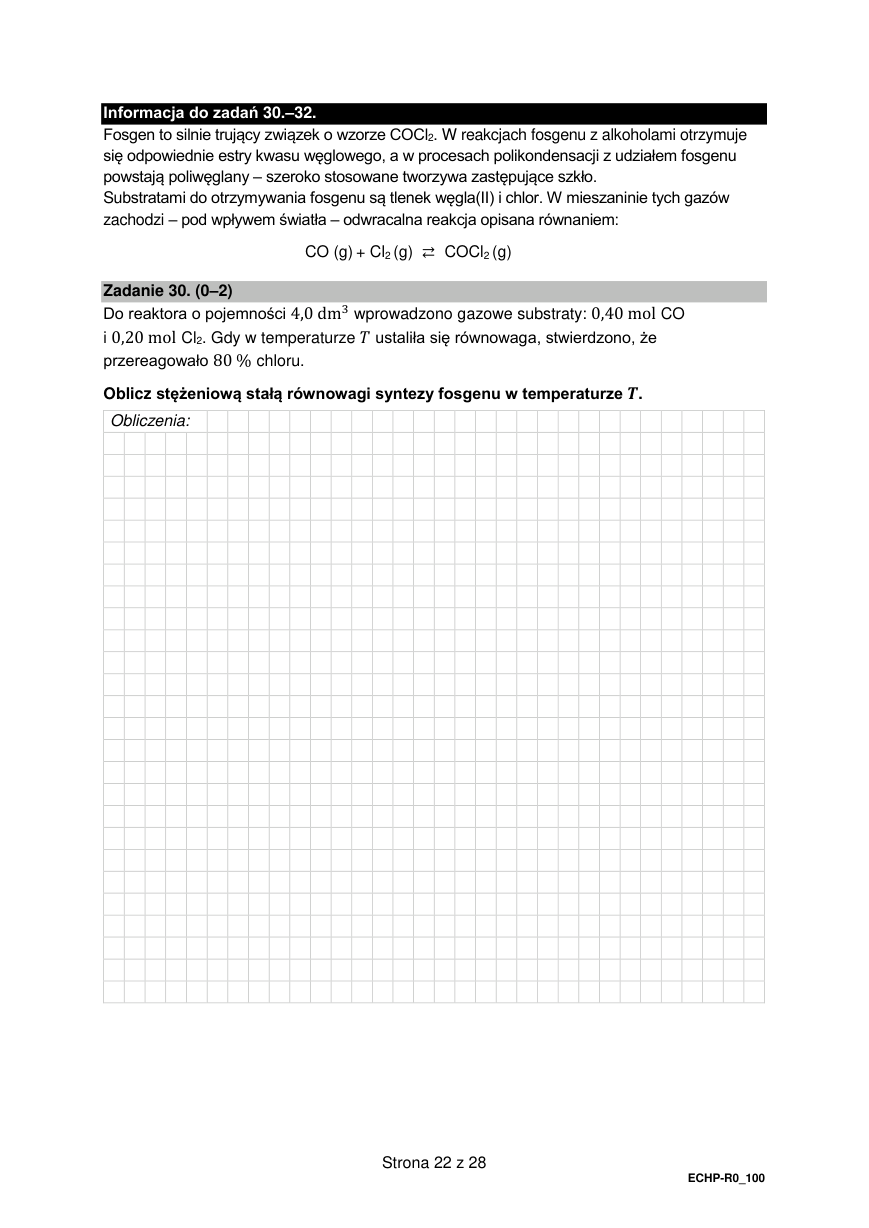 Informacja do zadań 30.–32.
Fosgen to silnie trujący związek o wzorze COCl₂. W reakcjach fosgenu z alkoholami otrzymuje
się odpowiednie estry kwasu węglowego, a w procesach polikondensacji z udziałem fosgenu
powstają poliwęglany – szeroko stosowane tworzywa zastępujące szkło.
Substratami do otrzymywania fosgenu są tlenek węgla(II) i chlor. W mieszaninie tych gazów
zachodzi – pod wpływem światła – odwracalna reakcja opisana równaniem:
CO (g) + Cl₂ (g) ⇄ COCl₂ (g)
Zadanie 30. (0–2)
Do reaktora o pojemności 4,0 dm³ wprowadzono gazowe substraty: 0,40 mol CO
i 0,20 mol Cl₂. Gdy w temperaturze T ustaliła się równowaga, stwierdzono, że
przereagowało 80 % chloru.
Oblicz stężeniową stałą równowagi syntezy fosgenu w temperaturze T.
Obliczenia:
Strona 22 z 28
ECHP-R0_100